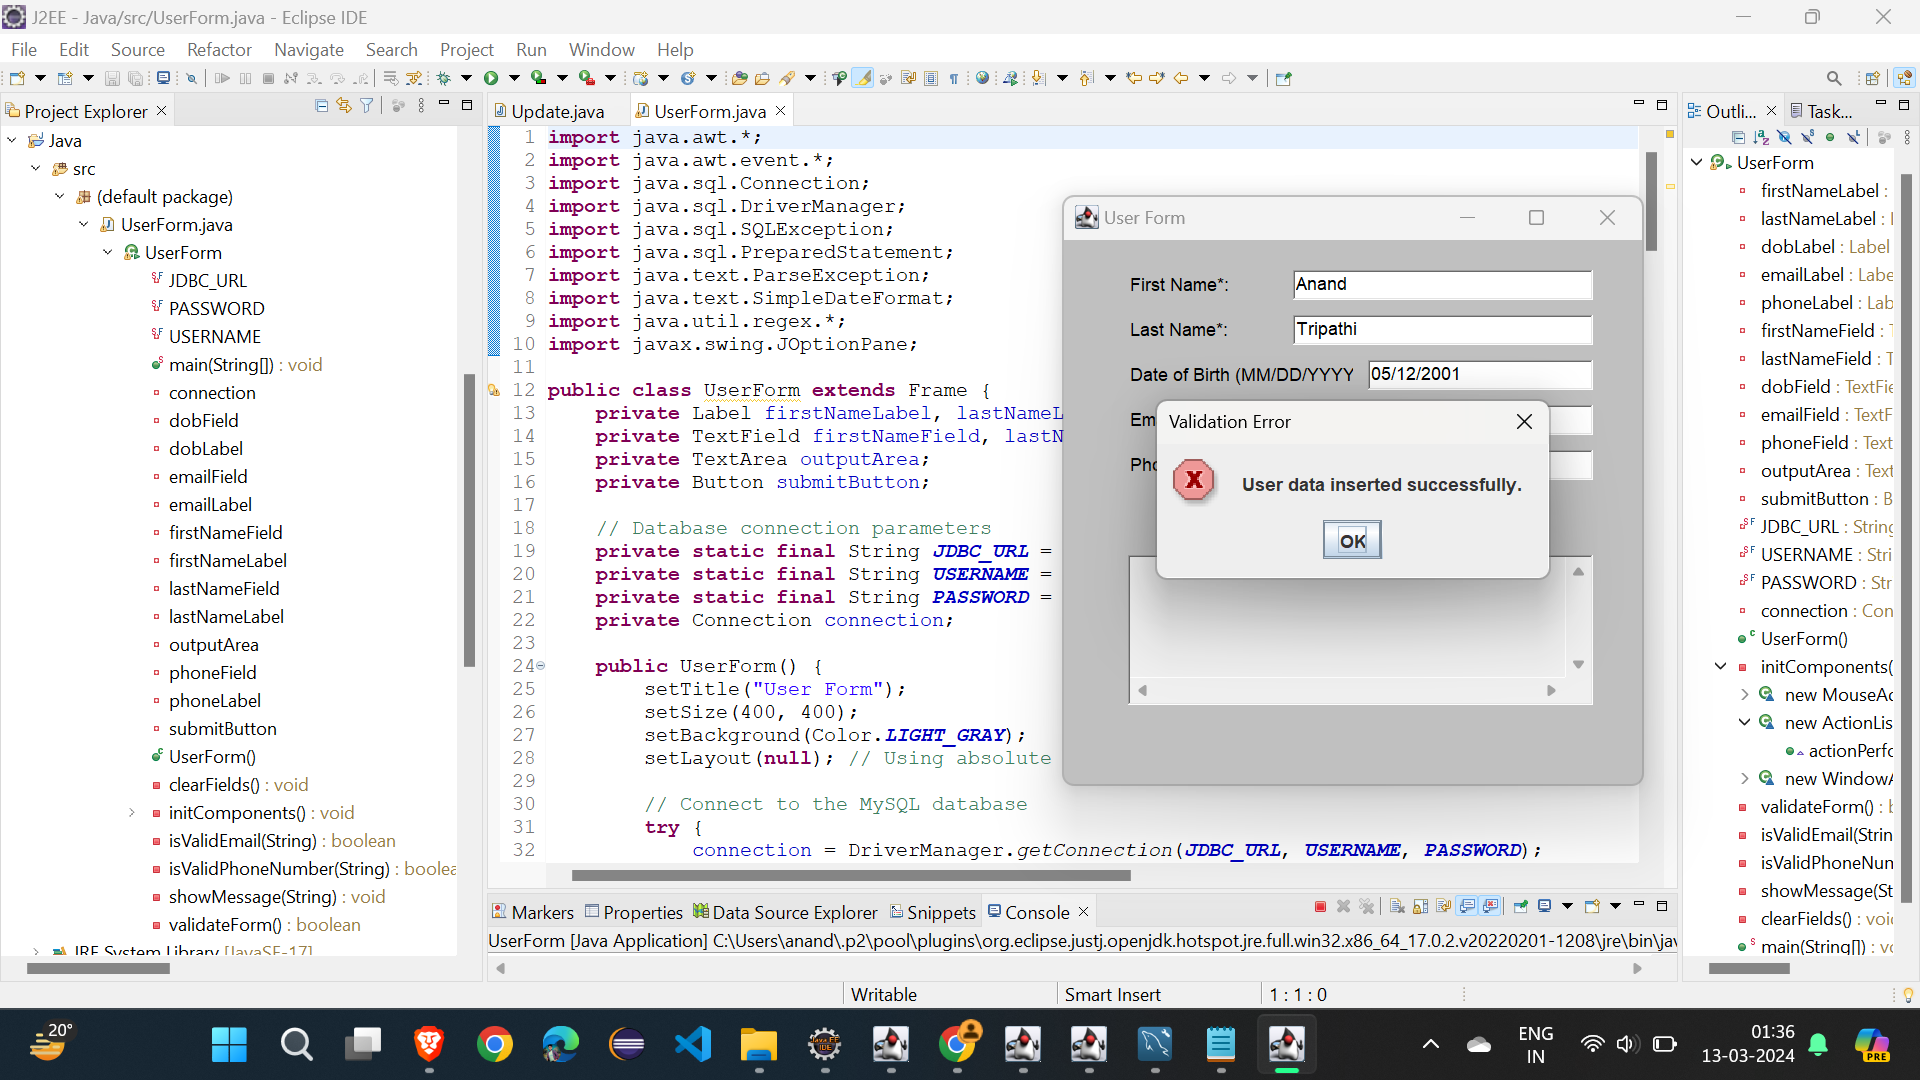 J2EE - Java/src/UserForm.java - Eclipse IDE
File Edit Source Refactor Navigate Search Project Run Window Help
Project Explorer
Java
src
(default package)
UserForm.java
UserForm
JDBC_URL
PASSWORD
USERNAME
main(String[]) : void
connection
dobField
dobLabel
emailField
emailLabel
firstNameField
firstNameLabel
lastNameField
lastNameLabel
outputArea
phoneField
phoneLabel
submitButton
UserForm()
clearFields() : void
initComponents() : void
isValidEmail(String) : boolean
isValidPhoneNumber(String) : boolea
showMessage(String) : void
validateForm() : boolean
JRE System Library [JavaSE-17]
Update.java UserForm.java
1 import java.awt.*;
2 import java.awt.event.*;
3 import java.sql.Connection;
4 import java.sql.DriverManager;
5 import java.sql.SQLException;
6 import java.sql.PreparedStatement;
7 import java.text.ParseException;
8 import java.text.SimpleDateFormat;
9 import java.util.regex.*;
10 import javax.swing.JOptionPane;
11
12 public class UserForm extends Frame {
13 private Label firstNameLabel, lastNameL
14 private TextField firstNameField, lastN
15 private TextArea outputArea;
16 private Button submitButton;
17
18 // Database connection parameters
19 private static final String JDBC_URL =
20 private static final String USERNAME =
21 private static final String PASSWORD =
22 private Connection connection;
23
24 public UserForm() {
25 setTitle("User Form");
26 setSize(400, 400);
27 setBackground(Color.LIGHT_GRAY);
28 setLayout(null); // Using absolute
29
30 // Connect to the MySQL database
31 try {
32 connection = DriverManager.getConnection(JDBC_URL, USERNAME, PASSWORD);
User Form
First Name*: Anand
Last Name*: Tripathi
Date of Birth (MM/DD/YYYY 05/12/2001
Em
Pho
Validation Error
User data inserted successfully.
OK
Markers Properties Data Source Explorer Snippets Console
UserForm [Java Application] C:\Users\anand\.p2\pool\plugins\org.eclipse.justj.openjdk.hotspot.jre.full.win32.x86_64_17.0.2.v20220201-1208\jre\bin\jav
Outli... Task...
UserForm
firstNameLabel :
lastNameLabel : l
dobLabel : Label
emailLabel : Labe
phoneLabel : Lab
firstNameField : T
lastNameField : T
dobField : TextFie
emailField : TextF
phoneField : Text
outputArea : Text
submitButton : B
JDBC_URL : String
USERNAME : Stri
PASSWORD : Str
connection : Con
UserForm()
initComponents(
new MouseAc
new ActionLis
actionPerfo
new WindowA
validateForm() : b
isValidEmail(Strin
isValidPhoneNun
showMessage(St
clearFields() : voi
main(String[]) : vo
Writable Smart Insert 1 : 1 : 0
20°
ENG
IN
01:36
13-03-2024
PRE